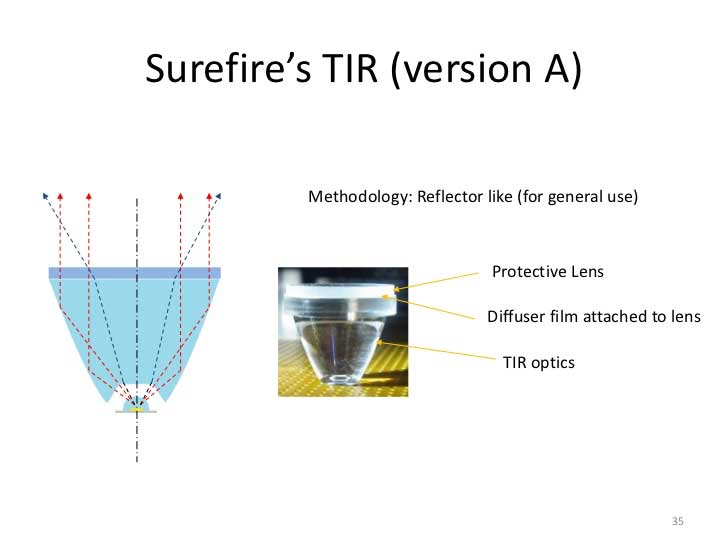 Surefire’s TIR (version A)
Methodology: Reflector like (for general use)
Protective Lens
Diffuser film attached to lens
TIR optics
35